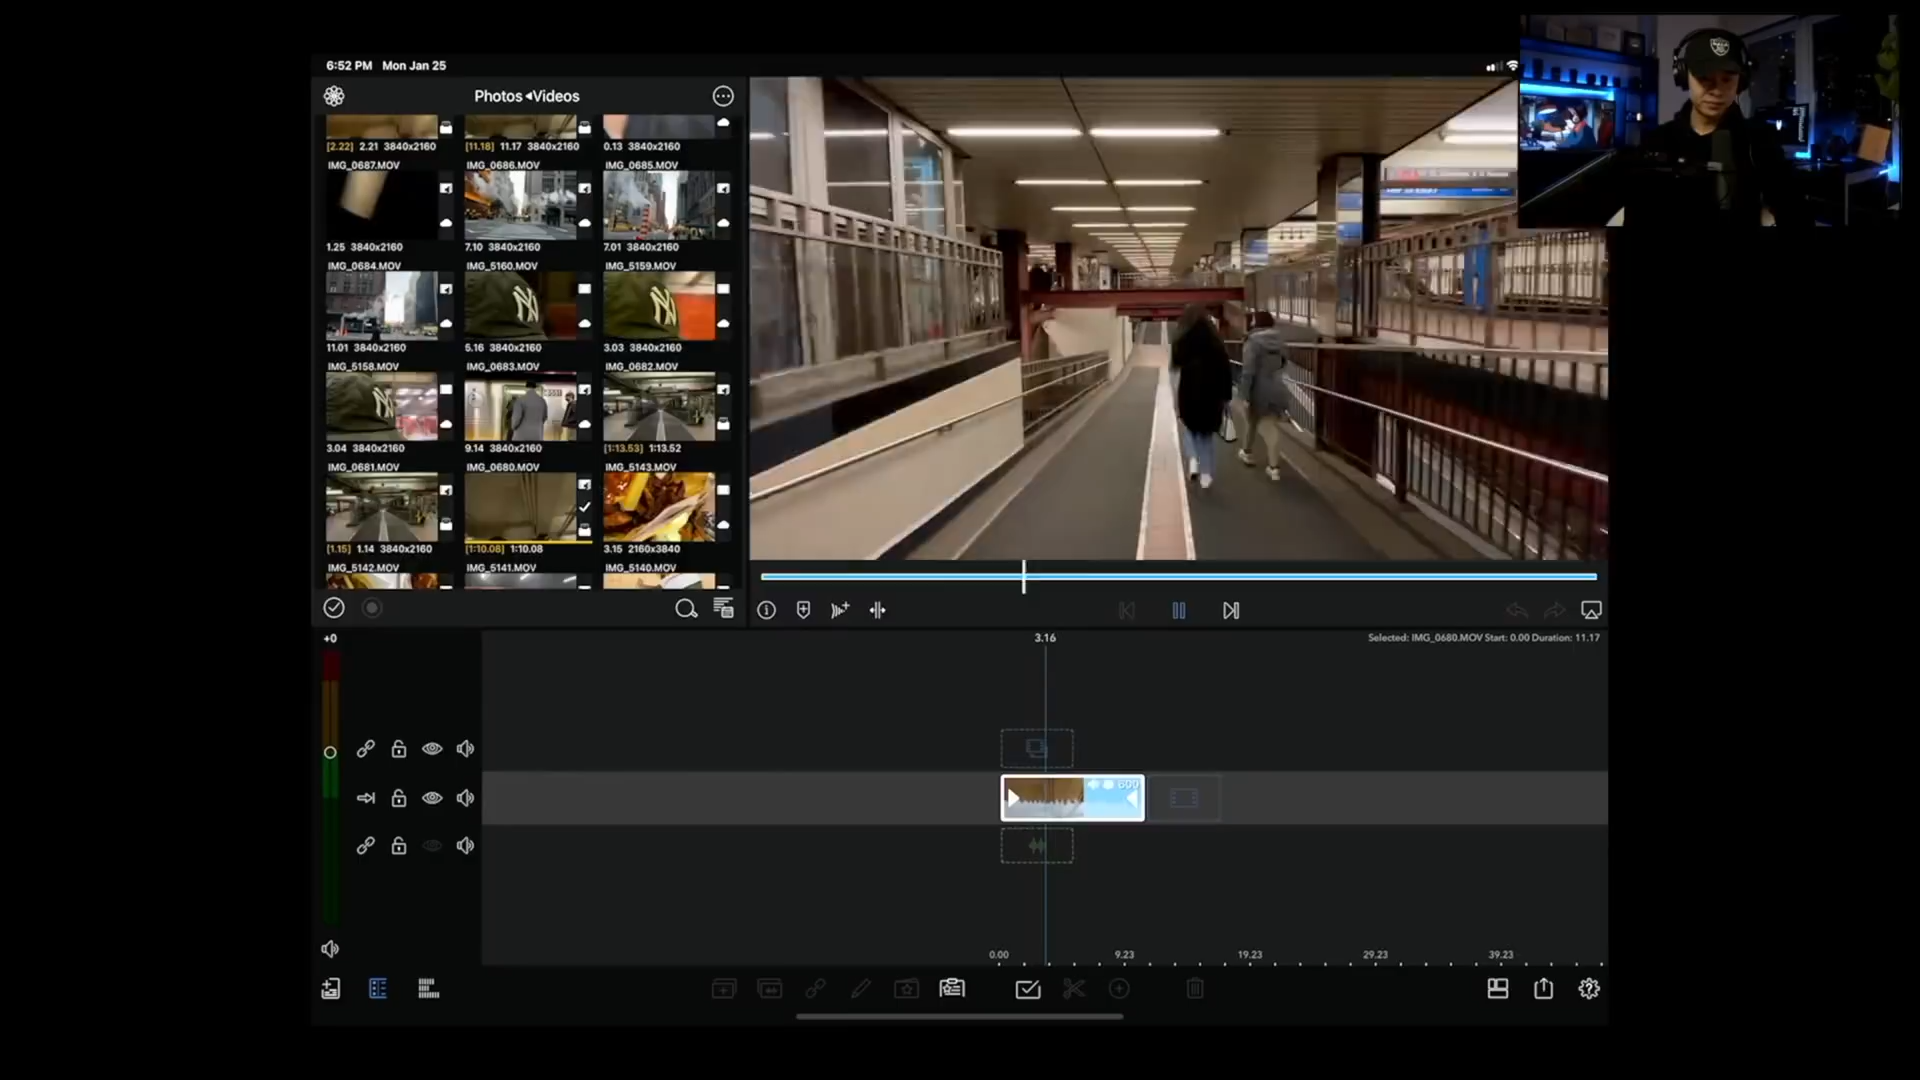 6:52 PM Mon Jan 25
Photos◂Videos
[2.22] 2.21 3840x2160
[11.18] 11.17 3840x2160
0.13 3840x2160
IMG_0687.MOV
IMG_0686.MOV
IMG_0685.MOV
1.25 3840x2160
7.10 3840x2160
7.01 3840x2160
IMG_0684.MOV
IMG_5160.MOV
IMG_5159.MOV
11.01 3840x2160
5.16 3840x2160
3.03 3840x2160
IMG_5158.MOV
IMG_0683.MOV
IMG_0682.MOV
3.04 3840x2160
9.14 3840x2160
[1:13.53] 1:13.52
IMG_0681.MOV
IMG_0680.MOV
IMG_5143.MOV
[1.15] 1.14 3840x2160
[1:10.08] 1:10.08
3.15 2160x3840
IMG_5142.MOV
IMG_5141.MOV
IMG_5140.MOV
+0
3.16
Selected: IMG_0680.MOV Start: 0.00 Duration: 11.17
600
0.00 9.23 19.23 29.23 39.23